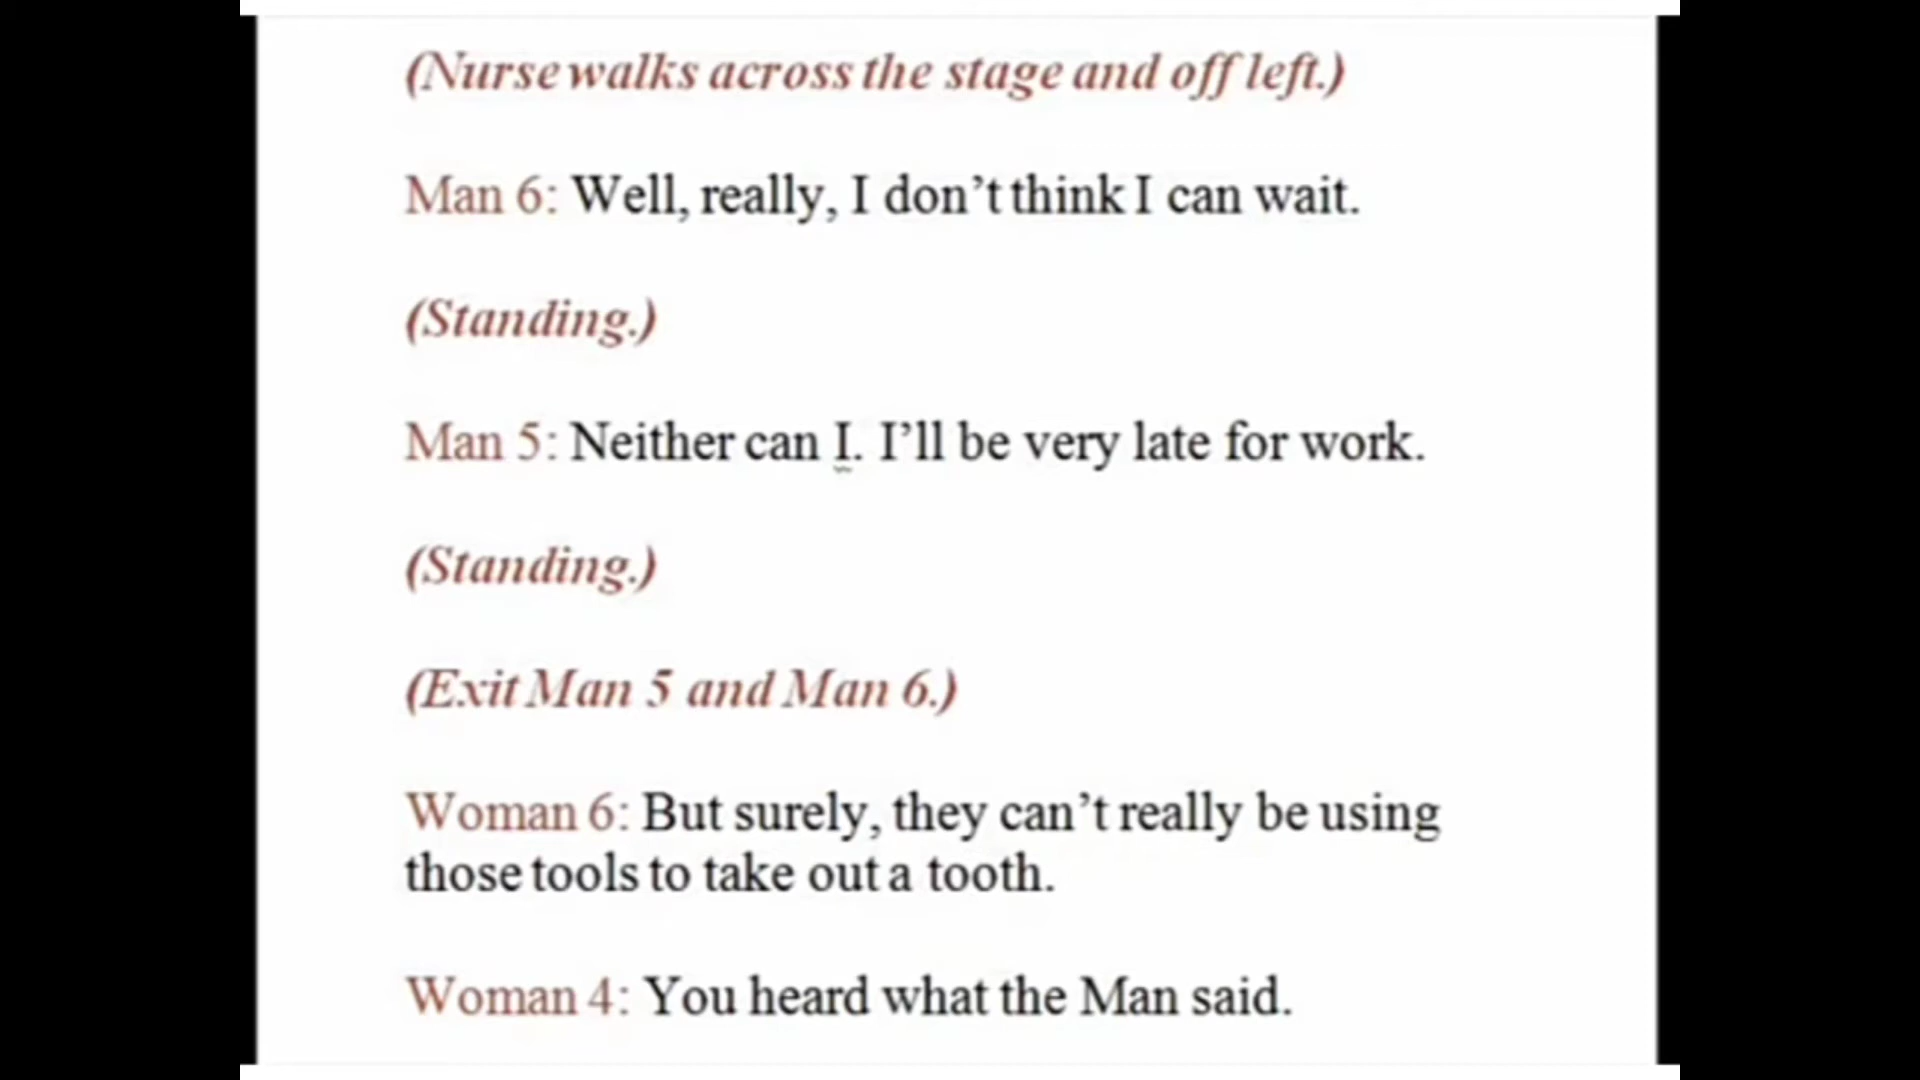 (Nurse walks across the stage and off left.)
Man 6: Well, really, I don’t think I can wait.
(Standing.)
Man 5: Neither can I. I’ll be very late for work.
(Standing.)
(Exit Man 5 and Man 6.)
Woman 6: But surely, they can’t really be using
those tools to take out a tooth.
Woman 4: You heard what the Man said.